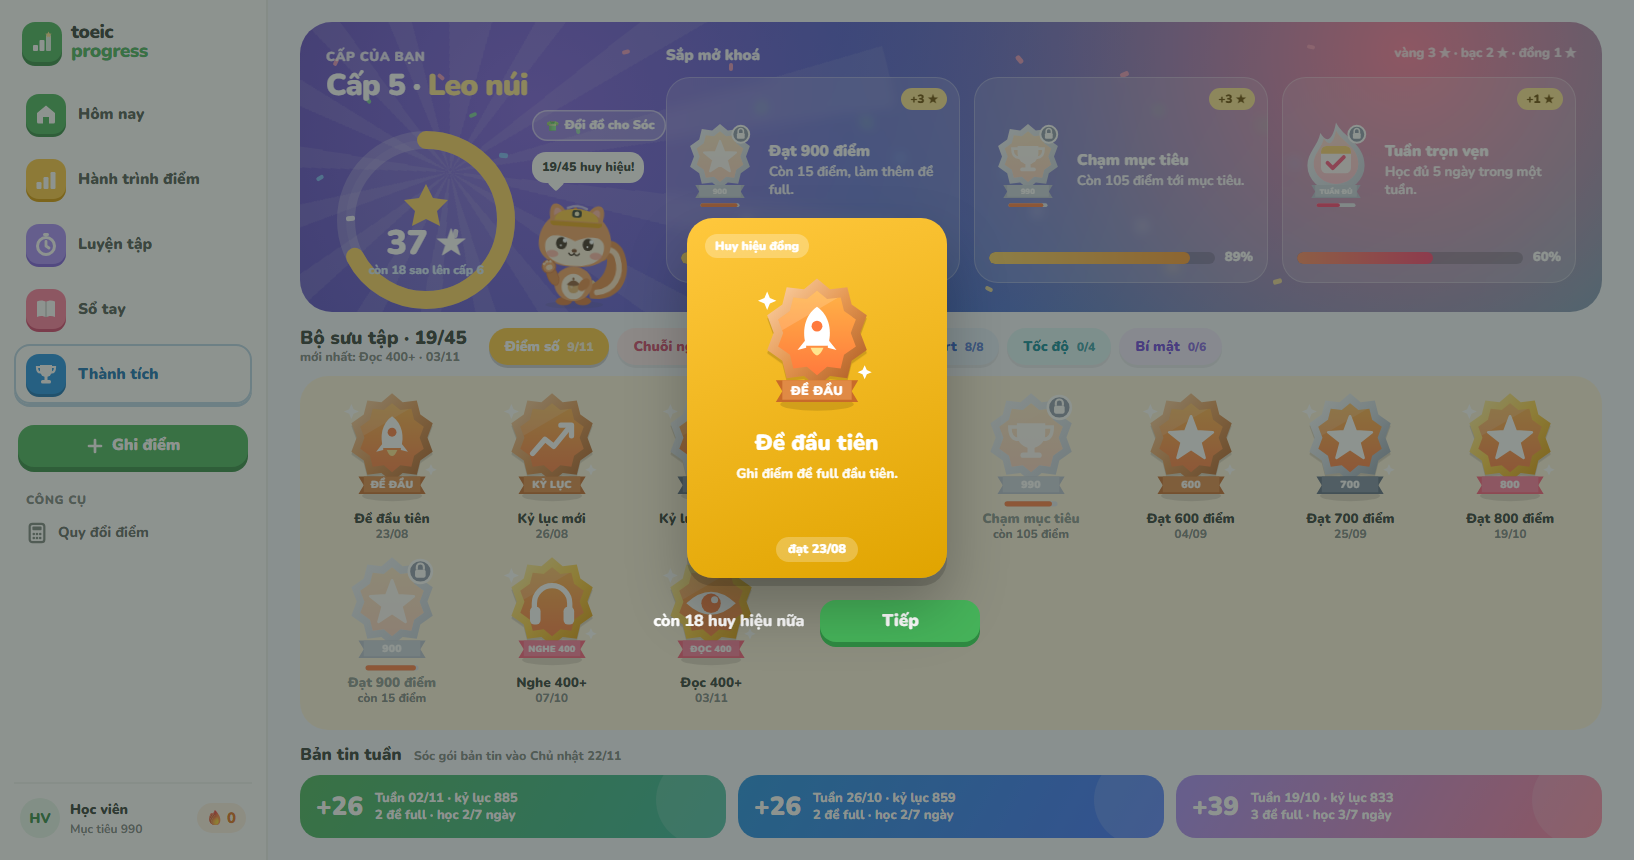 toeic
progress
Hôm nay
Hành trình điểm
Luyện tập
Sổ tay
Thành tích
+ Ghi điểm
CÔNG CỤ
Quy đổi điểm
HV
Học viên
Mục tiêu 990
0
CẤP CỦA BẠN
Cấp 5 · Leo núi
Đổi đồ cho Sóc
19/45 huy hiệu!
37 ★
còn 18 sao lên cấp 6
Sắp mở khoá
vàng 3 ★ · bạc 2 ★ · đồng 1 ★
+3 ★
900
Đạt 900 điểm
Còn 15 điểm, làm thêm đề
full.
+3 ★
990
Chạm mục tiêu
Còn 105 điểm tới mục tiêu.
89%
+1 ★
TUẦN ĐỦ
Tuần trọn vẹn
Học đủ 5 ngày trong một
tuần.
60%
Bộ sưu tập · 19/45
mới nhất: Đọc 400+ · 03/11
Điểm số 9/11
Chuỗi
8/8
Tốc độ 0/4
Bí mật 0/6
ĐỀ ĐẦU
Đề đầu tiên
23/08
KỶ LỤC
Kỷ lục mới
26/08
990
Chạm mục tiêu
còn 105 điểm
600
Đạt 600 điểm
04/09
700
Đạt 700 điểm
25/09
800
Đạt 800 điểm
19/10
900
Đạt 900 điểm
còn 15 điểm
NGHE 400
Nghe 400+
07/10
ĐỌC 400
Đọc 400+
03/11
Huy hiệu đồng
ĐỀ ĐẦU
Đề đầu tiên
Ghi điểm đề full đầu tiên.
đạt 23/08
còn 18 huy hiệu nữa
Tiếp
Bản tin tuần
Sóc gói bản tin vào Chủ nhật 22/11
+26
Tuần 02/11 · kỷ lục 885
2 đề full · học 2/7 ngày
+26
Tuần 26/10 · kỷ lục 859
2 đề full · học 2/7 ngày
+39
Tuần 19/10 · kỷ lục 833
3 đề full · học 3/7 ngày